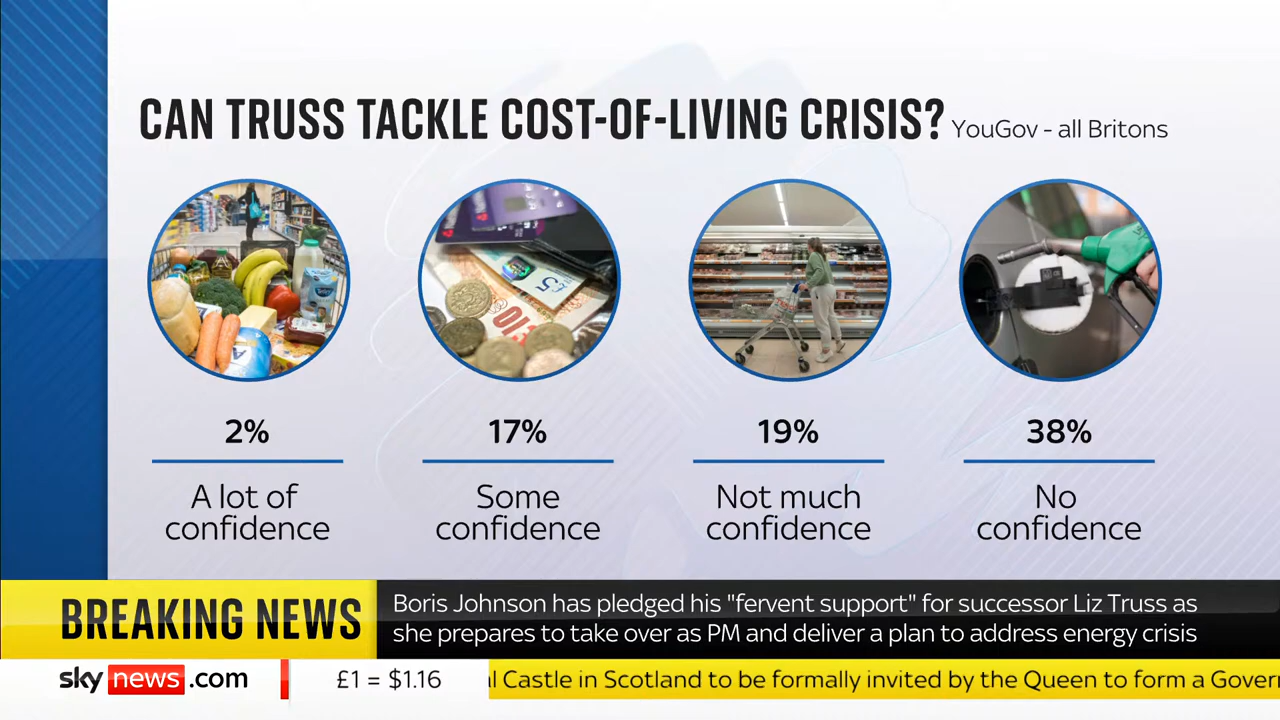 CAN TRUSS TACKLE COST-OF-LIVING CRISIS? YouGov - all Britons
2%
A lot of
confidence
17%
Some
confidence
19%
Not much
confidence
38%
No
confidence
BREAKING NEWS
Boris Johnson has pledged his "fervent support" for successor Liz Truss as
she prepares to take over as PM and deliver a plan to address energy crisis
sky news .com
£1 = $1.16
Castle in Scotland to be formally invited by the Queen to form a